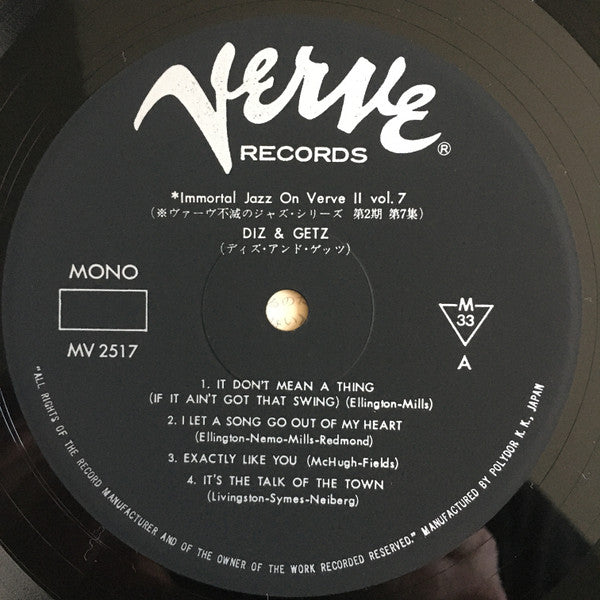 VERVE
RECORDS ®
*Immortal Jazz On Verve II vol.7
(※ヴァーヴ不滅のジャズ・シリーズ 第2期 第7集)
DIZ & GETZ
(ディズ・アンド・ゲッツ)
MONO
MV 2517
M
33
A
1. IT DON'T MEAN A THING
(IF IT AIN'T GOT THAT SWING) (Ellington-Mills)
2. I LET A SONG GO OUT OF MY HEART
(Ellington-Nemo-Mills-Redmond)
3. EXACTLY LIKE YOU (McHugh-Fields)
4. IT'S THE TALK OF THE TOWN
(Livingston-Symes-Neiberg)
"ALL RIGHTS OF THE RECORD MANUFACTURER AND OF THE OWNER OF THE WORK RECORDED RESERVED." MANUFACTURED BY POLYDOR K. K., JAPAN